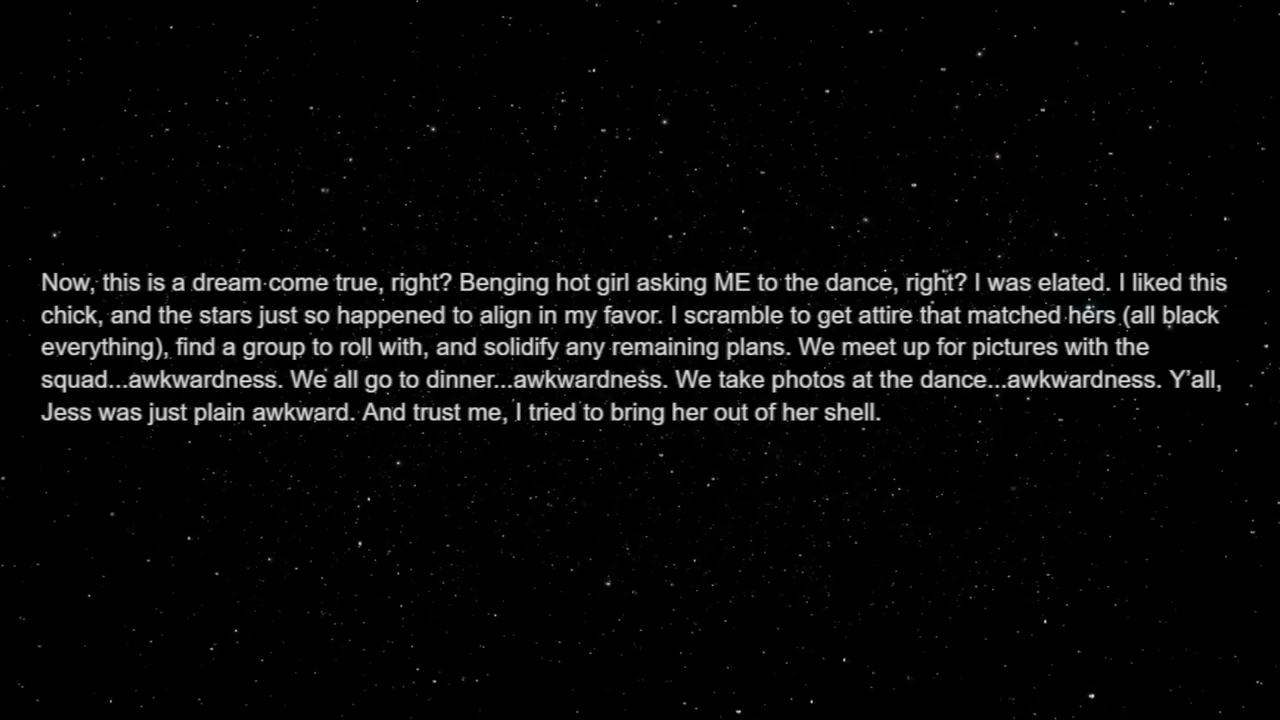 Now, this is a dream come true, right? Benging hot girl asking ME to the dance, right? I was elated. I liked this
chick, and the stars just so happened to align in my favor. I scramble to get attire that matched hers (all black
everything), find a group to roll with, and solidify any remaining plans. We meet up for pictures with the
squad...awkwardness. We all go to dinner...awkwardness. We take photos at the dance...awkwardness. Y'all,
Jess was just plain awkward. And trust me, I tried to bring her out of her shell.